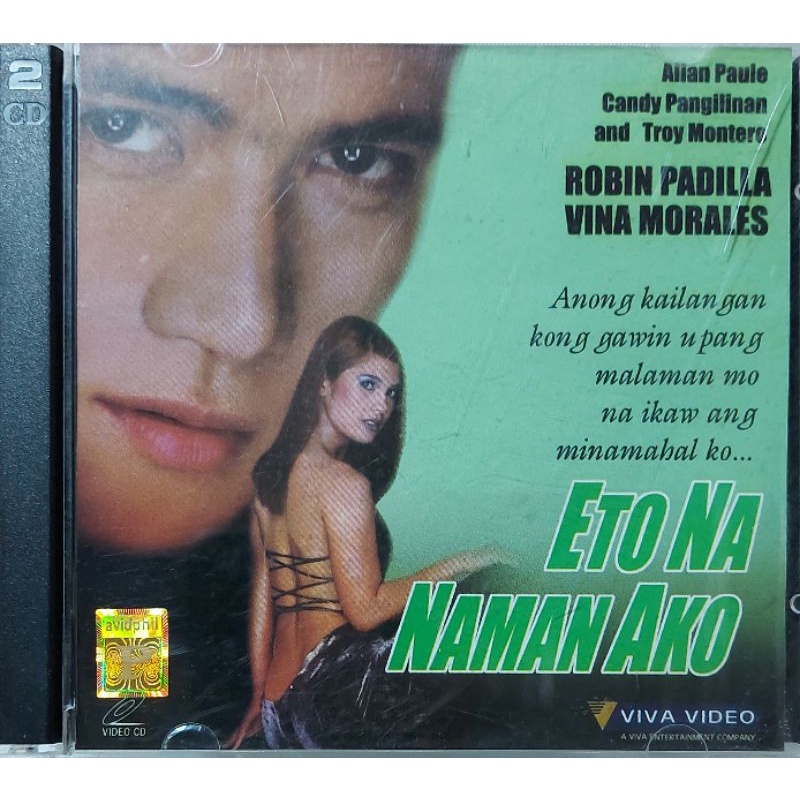 2
CD
Allan Paule
Candy Pangilinan
and Troy Montero
ROBIN PADILLA
VINA MORALES
Anong kailangan
kong gawin upang
malaman mo
na ikaw ang
minamahal ko...
ETO NA
NAMAN AKO
avidphil
VIDEO CD
VIVA VIDEO
A VIVA ENTERTAINMENT COMPANY